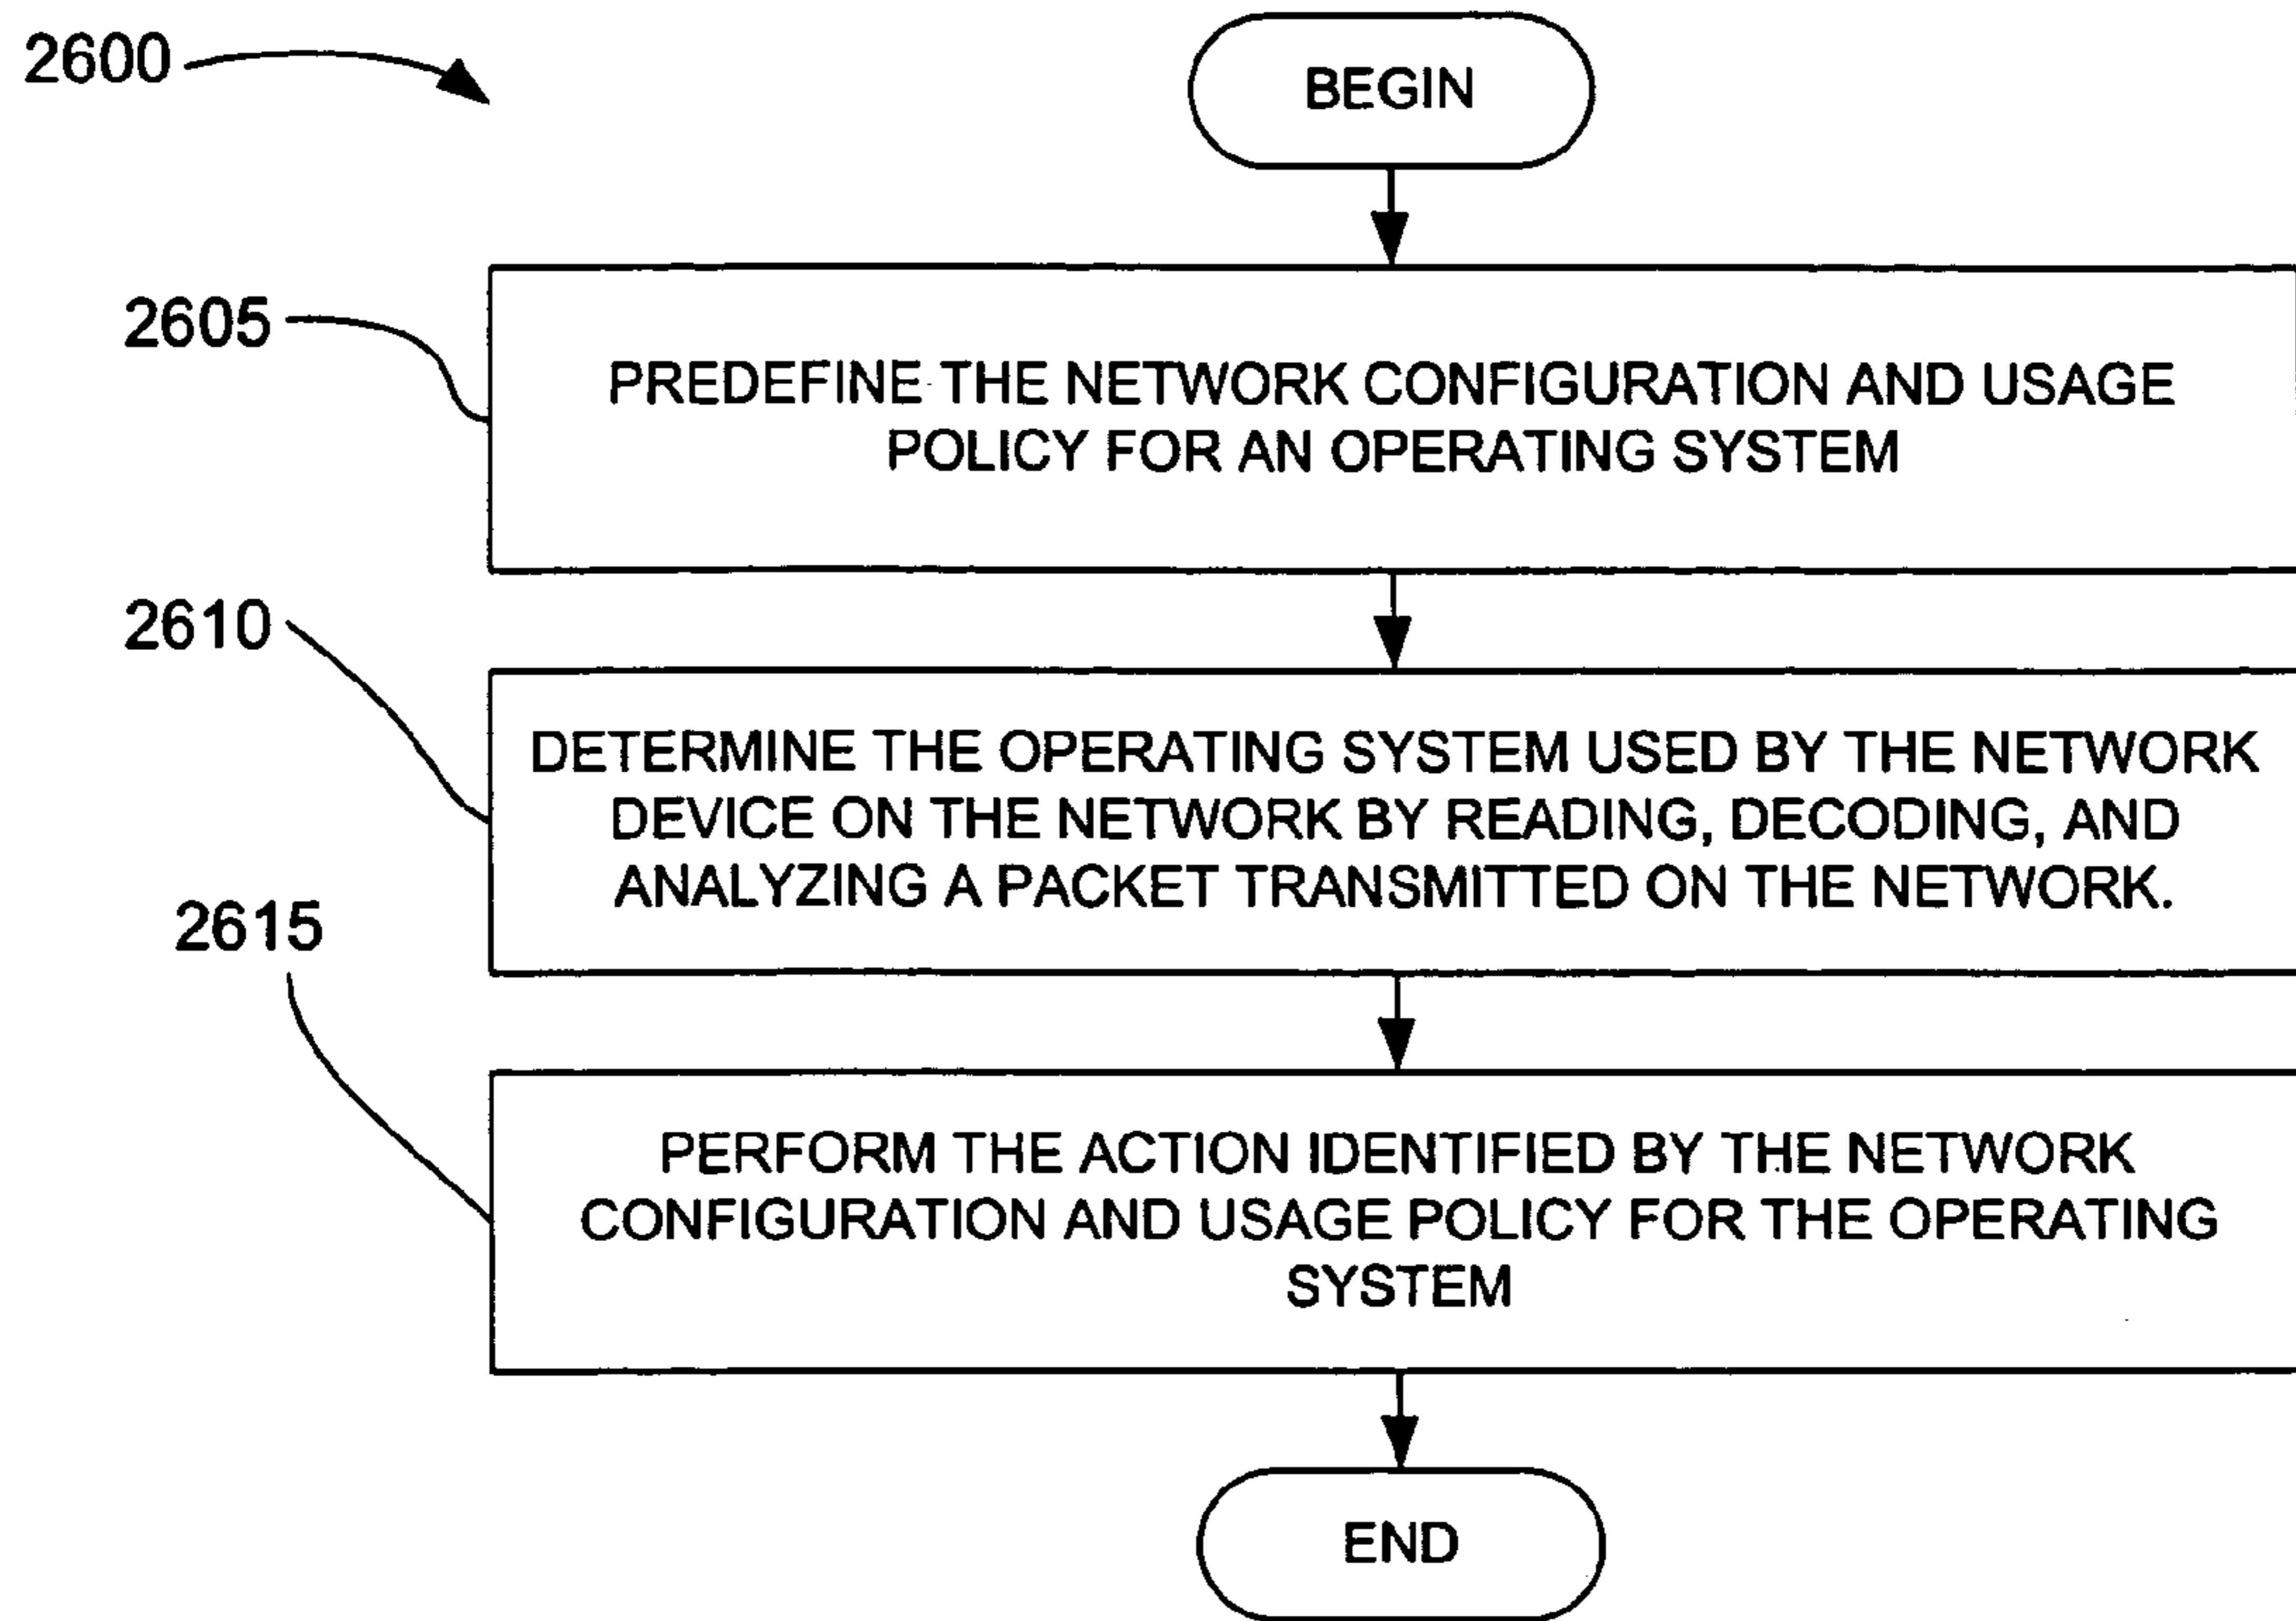 2600
BEGIN
2605
PREDEFINE THE NETWORK CONFIGURATION AND USAGE
POLICY FOR AN OPERATING SYSTEM
2610
DETERMINE THE OPERATING SYSTEM USED BY THE NETWORK
DEVICE ON THE NETWORK BY READING, DECODING, AND
ANALYZING A PACKET TRANSMITTED ON THE NETWORK.
2615
PERFORM THE ACTION IDENTIFIED BY THE NETWORK
CONFIGURATION AND USAGE POLICY FOR THE OPERATING
SYSTEM
END